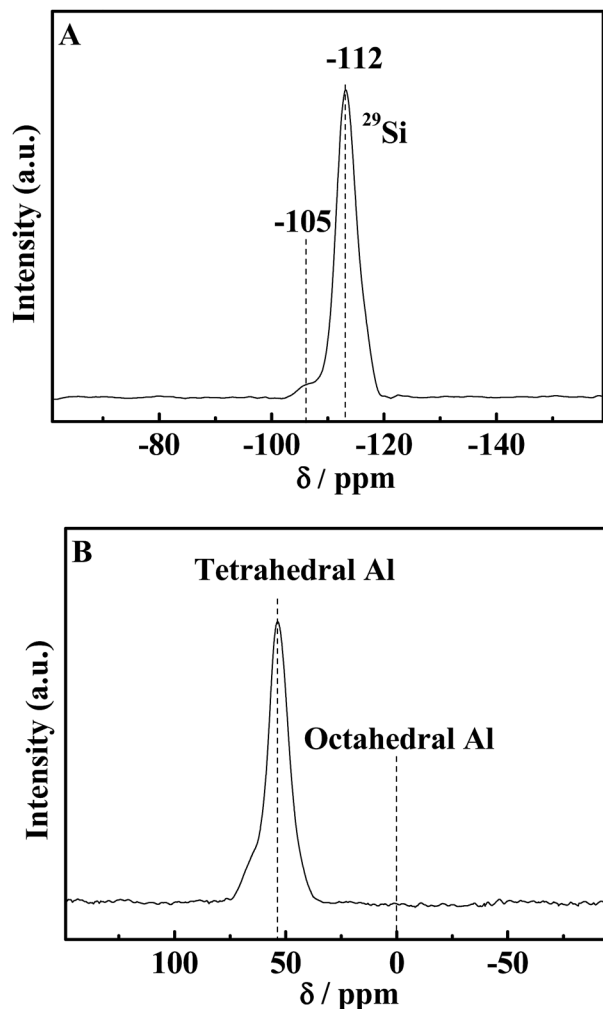 A
-112
²⁹Si
-105
Intensity (a.u.)
-80 -100 -120 -140
δ / ppm
B
Tetrahedral Al
Octahedral Al
Intensity (a.u.)
100 50 0 -50
δ / ppm